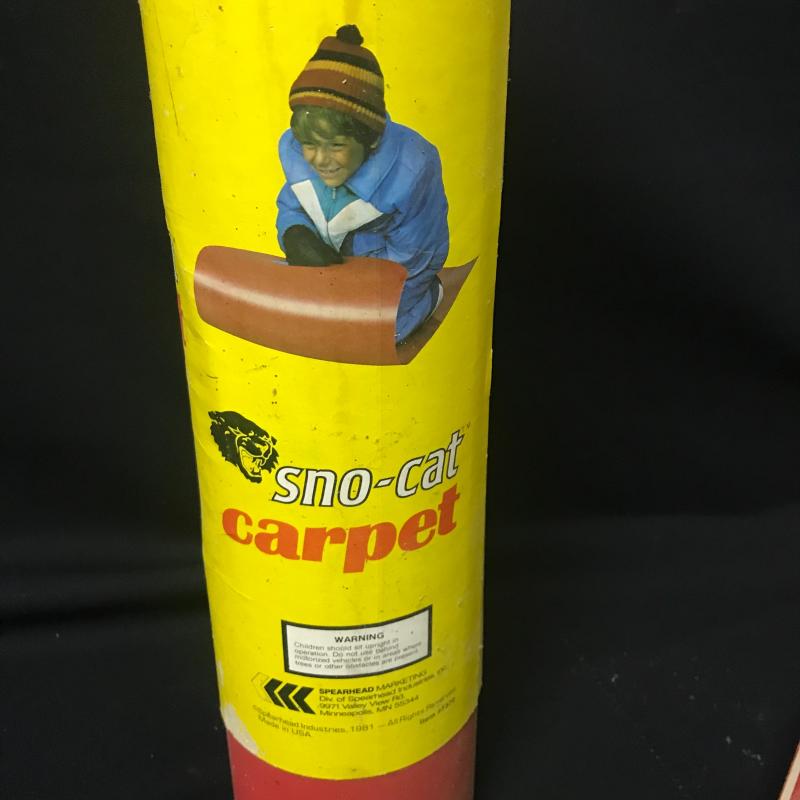 sno-cat™
carpet
WARNING
Children should sit upright in
operation. Do not use behind
motorized vehicles or in areas where
trees or other obstacles are present.
SPEARHEAD MARKETING
Div. of Spearhead Industries, Inc.
9971 Valley View Rd.
Minneapolis, MN 55344
©Spearhead Industries, 1981 — All Rights Reserved
Made in USA
Item